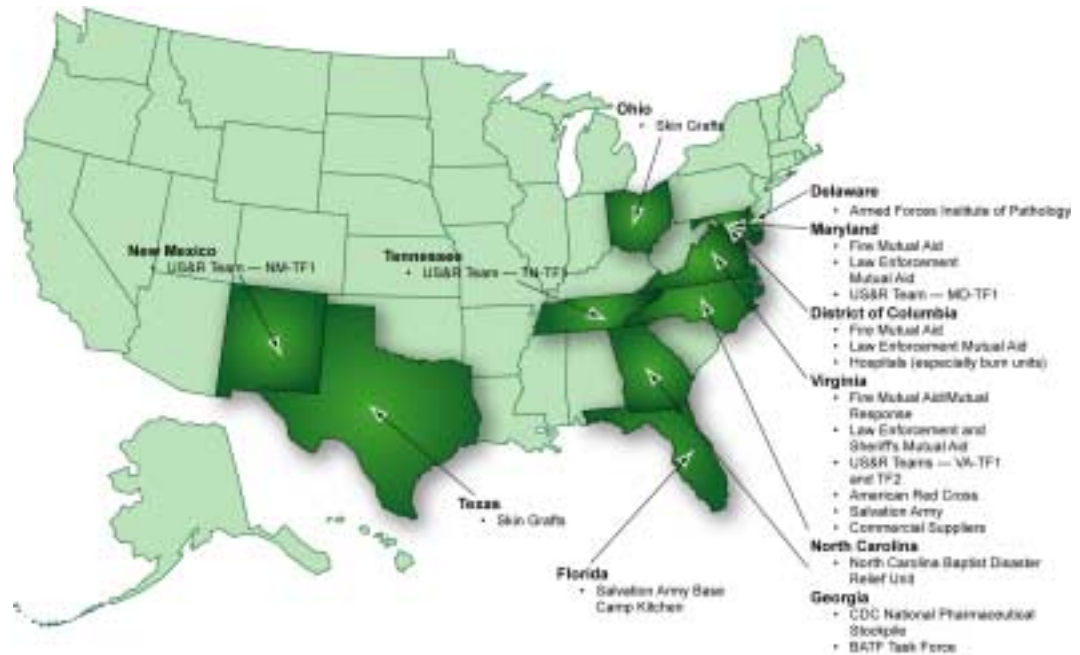 Ohio
• Skin Grafts
New Mexico
• US&R Team — NM-TF1
Tennessee
• US&R Team — TN-TF1
Texas
• Skin Grafts
Florida
• Salvation Army Base
Camp Kitchen
Delaware
• Armed Forces Institute of Pathology
Maryland
• Fire Mutual Aid
• Law Enforcement
Mutual Aid
• US&R Team — MD-TF1
District of Columbia
• Fire Mutual Aid
• Law Enforcement Mutual Aid
• Hospitals (especially burn units)
Virginia
• Fire Mutual Aid/Mutual
Response
• Law Enforcement and
Sheriff's Mutual Aid
• US&R Teams — VA-TF1
and TF2
• American Red Cross
• Salvation Army
• Commercial Suppliers
North Carolina
• North Carolina Baptist Disaster
Relief Unit
Georgia
• CDC National Pharmaceutical
Stockpile
• BATF Task Force